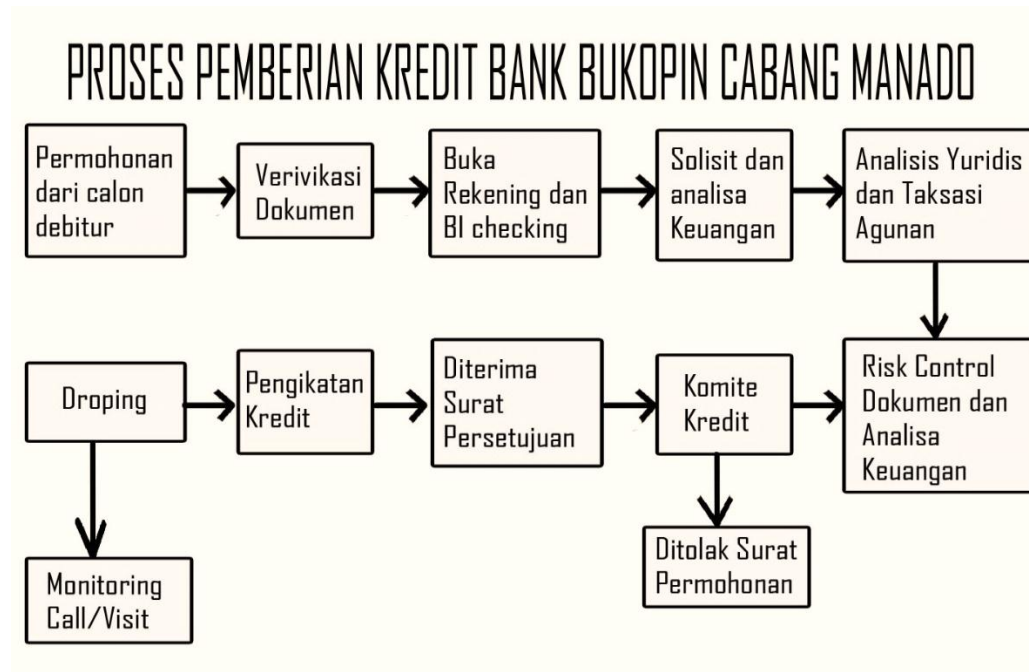 PROSES PEMBERIAN KREDIT BANK BUKOPIN CABANG MANADO
Permohonan
dari calon
debitur
Verivikasi
Dokumen
Buka
Rekening dan
BI checking
Solisit dan
analisa
Keuangan
Analisis Yuridis
dan Taksasi
Agunan
Droping
Pengikatan
Kredit
Diterima
Surat
Persetujuan
Komite
Kredit
Risk Control
Dokumen dan
Analisa
Keuangan
Monitoring
Call/Visit
Ditolak Surat
Permohonan